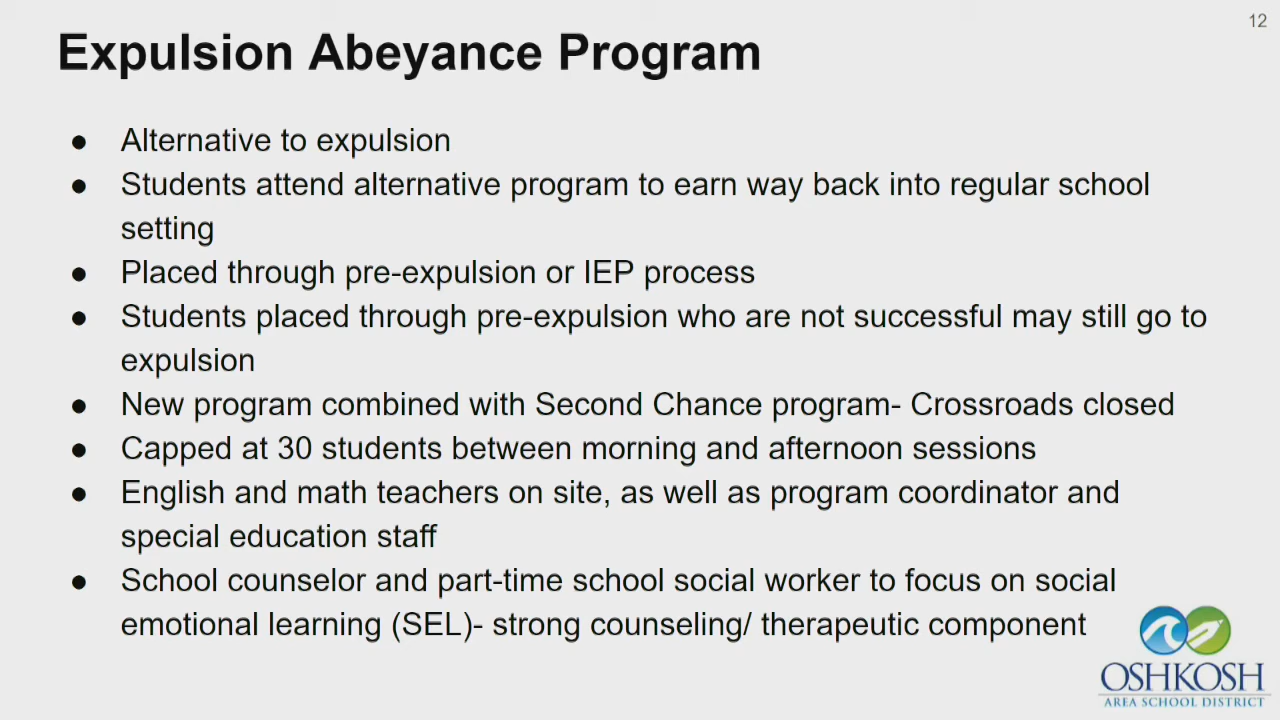 12
Expulsion Abeyance Program
● Alternative to expulsion
● Students attend alternative program to earn way back into regular school
setting
● Placed through pre-expulsion or IEP process
● Students placed through pre-expulsion who are not successful may still go to
expulsion
● New program combined with Second Chance program- Crossroads closed
● Capped at 30 students between morning and afternoon sessions
● English and math teachers on site, as well as program coordinator and
special education staff
● School counselor and part-time school social worker to focus on social
emotional learning (SEL)- strong counseling/ therapeutic component
OSHKOSH
AREA SCHOOL DISTRICT